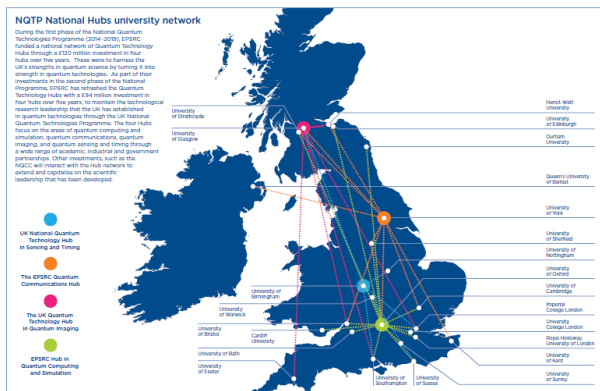 NQTP National Hubs university network
During the first phase of the National Quantum
Technologies Programme (2014-2019), EPSRC
funded a national network of Quantum Technology
Hubs through a £120 million investment in four
hubs over five years.  These were to harness the
UK's strengths in quantum science by turning it into
strength in quantum technologies.  As part of their
investments in the second phase of the National
Programme, EPSRC has refreshed the Quantum
Technology Hubs with a £94 million investment in
four hubs over five years, to maintain the technological
research leadership that the UK has established
in quantum technologies through the UK National
Quantum Technologies Programme. The four Hubs
focus on the areas of quantum computing and
simulation, quantum communications, quantum
imaging, and quantum sensing and timing through
a wide range of academic, industrial and government
partnerships. Other investments, such as the
NQCC will interact with the Hub network to
extend and capitalise on the scientific
leadership that has been developed.
UK National Quantum
Technology Hub
in Sensing and Timing
The EPSRC Quantum
Communications Hub
The UK Quantum
Technology Hub
in Quantum Imaging
EPSRC Hub in
Quantum Computing
and Simulation
University
of Strathclyde
University
of Glasgow
University of
Birmingham
University
of Warwick
University
of Bristol
Cardiff
University
University of Bath
University
of Exeter
University of
Southampton
University
of Sussex
Heriot-Watt
University
University
of Edinburgh
Durham
University
Queen's University
of Belfast
University
of York
University
of Sheffield
University of
Nottingham
University
of Oxford
University of
Cambridge
Imperial
College London
University
College London
Royal Holloway,
University of London
University
of Kent
University
of Surrey